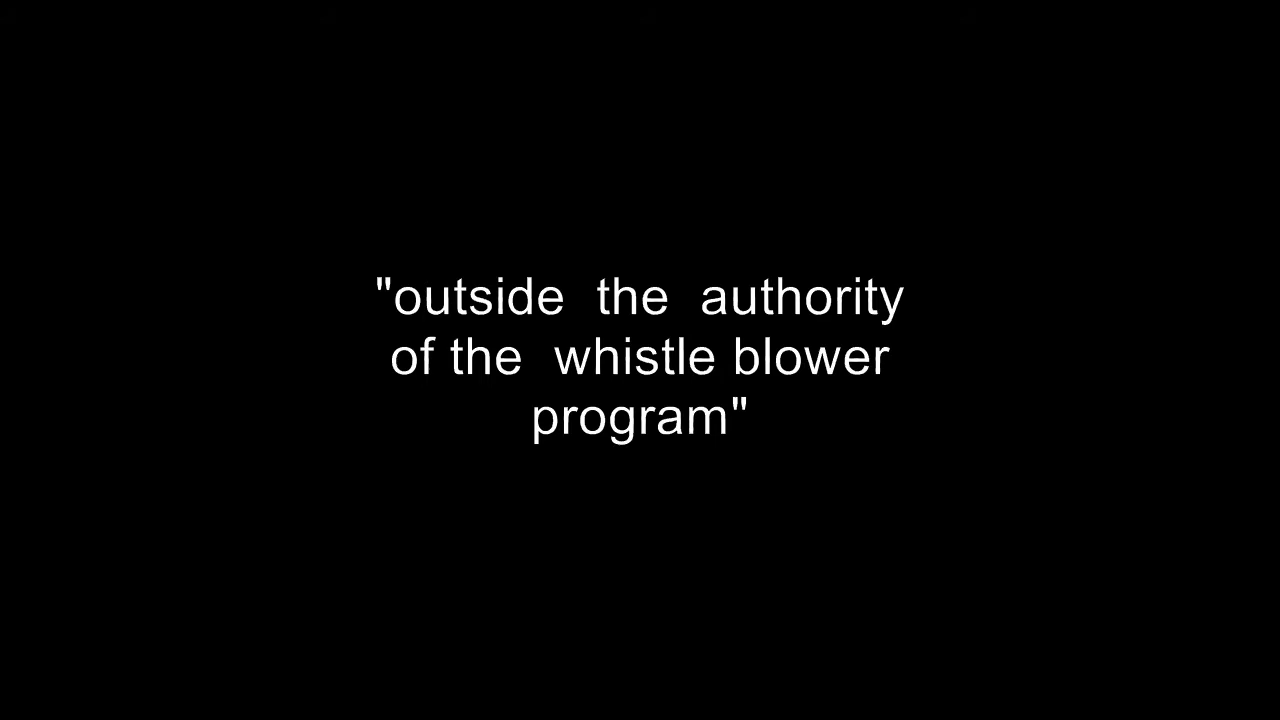 "outside the authority
of the whistle blower
program"